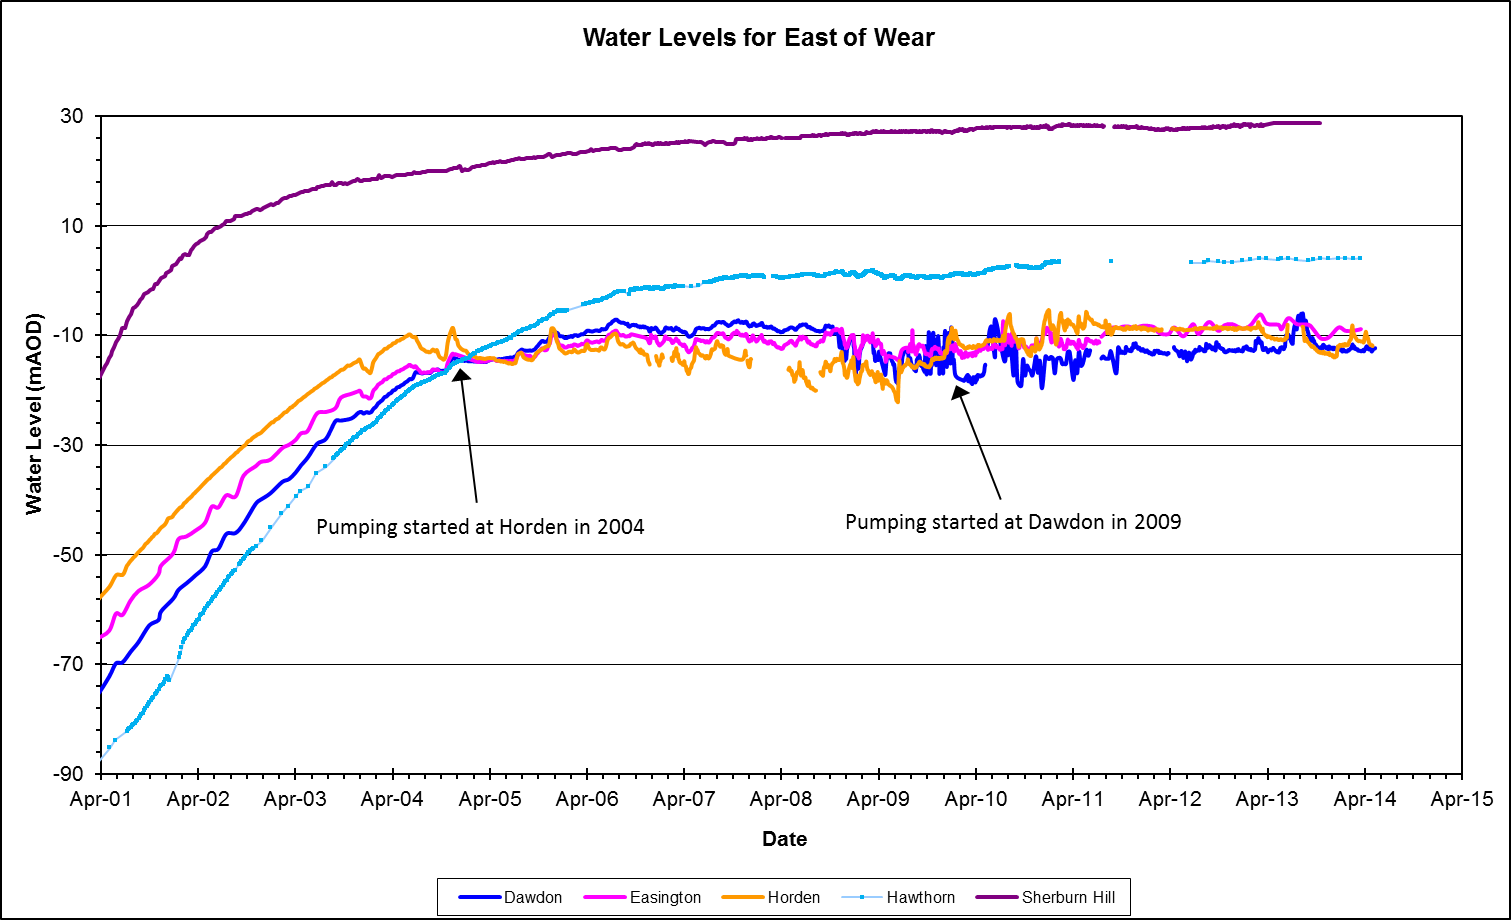 Water Levels for East of Wear
30
10
-10
-30
-50
-70
-90
Water Level (mAOD)
Pumping started at Horden in 2004
Pumping started at Dawdon in 2009
Apr-01 Apr-02 Apr-03 Apr-04 Apr-05 Apr-06 Apr-07 Apr-08 Apr-09 Apr-10 Apr-11 Apr-12 Apr-13 Apr-14 Apr-15
Date
Dawdon Easington Horden Hawthorn Sherburn Hill